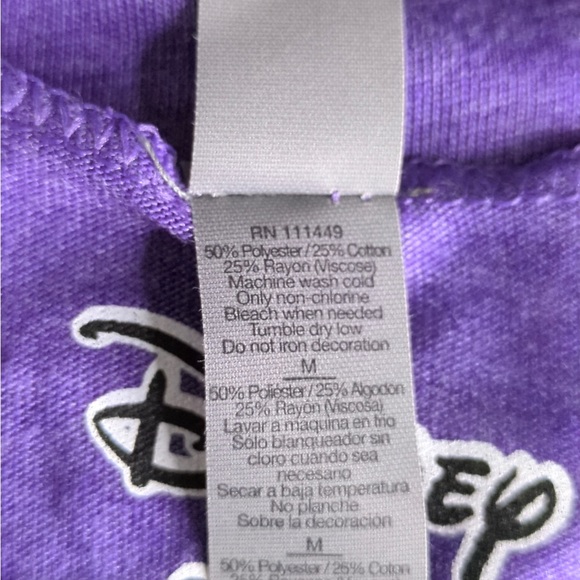 RN 111449
50% Polyester/25% Cotton
25% Rayon (Viscose)
Machine wash cold
Only non-chlorine
Bleach when needed
Tumble dry low
Do not iron decoration
M
50% Poliéster/25% Algodon
25% Rayon (Viscosa)
Lavar a maquina en frio
Sólo blanqueador sin
cloro cuando sea
necesano
Secar a baja temperatura
No planche
Sobre la decoración
M
50% Polyester/25% Coton